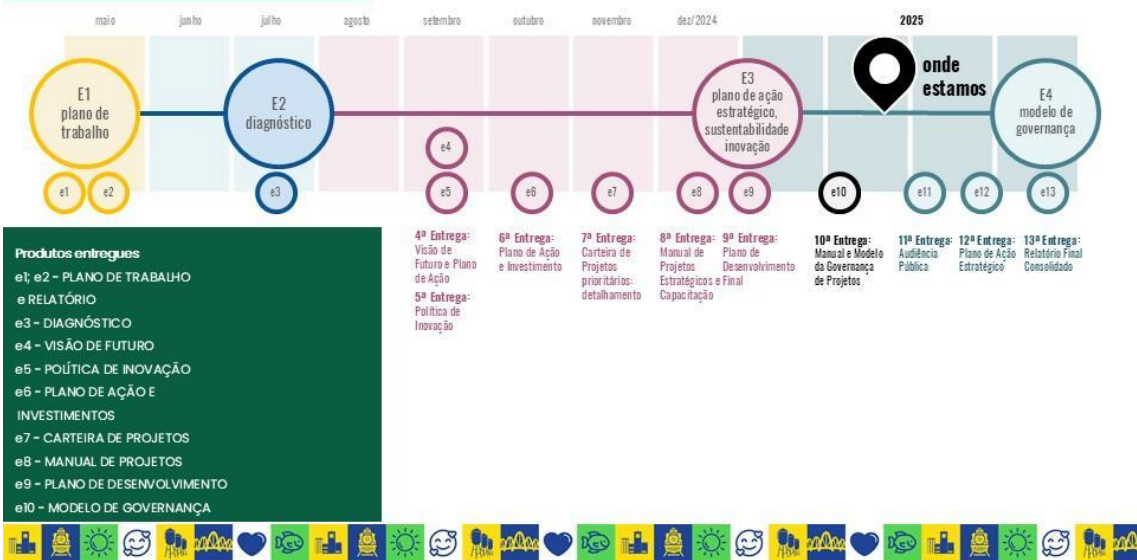 maio junho julho agosto setembro outubro novembro dez/2024 2025
E1
plano de
trabalho
E2
diagnóstico
E3
plano de ação
estratégico,
sustentabilidade
inovação
onde
estamos
E4
modelo de
governança
e1 e2 e3 e4 e5 e6 e7 e8 e9 e10 e11 e12 e13
4ª Entrega:
Visão de
Futuro e Plano
de Ação
5ª Entrega:
Política de
Inovação
6ª Entrega:
Plano de Ação
e Investimento
7ª Entrega:
Carteira de
Projetos
prioritários:
detalhamento
8ª Entrega:
Manual de
Projetos
Estratégicos e
Capacitação
9ª Entrega:
Plano de
Desenvolvimento
Final
10ª Entrega:
Manual e Modelo
da Governança
de Projetos
11ª Entrega:
Audiência
Pública
12ª Entrega:
Plano de Ação
Estratégico
13ª Entrega:
Relatório Final
Consolidado
Produtos entregues
e1; e2 - PLANO DE TRABALHO
e RELATÓRIO
e3 - DIAGNÓSTICO
e4 - VISÃO DE FUTURO
e5 - POLÍTICA DE INOVAÇÃO
e6 - PLANO DE AÇÃO E
INVESTIMENTOS
e7 - CARTEIRA DE PROJETOS
e8 - MANUAL DE PROJETOS
e9 - PLANO DE DESENVOLVIMENTO
e10 - MODELO DE GOVERNANÇA